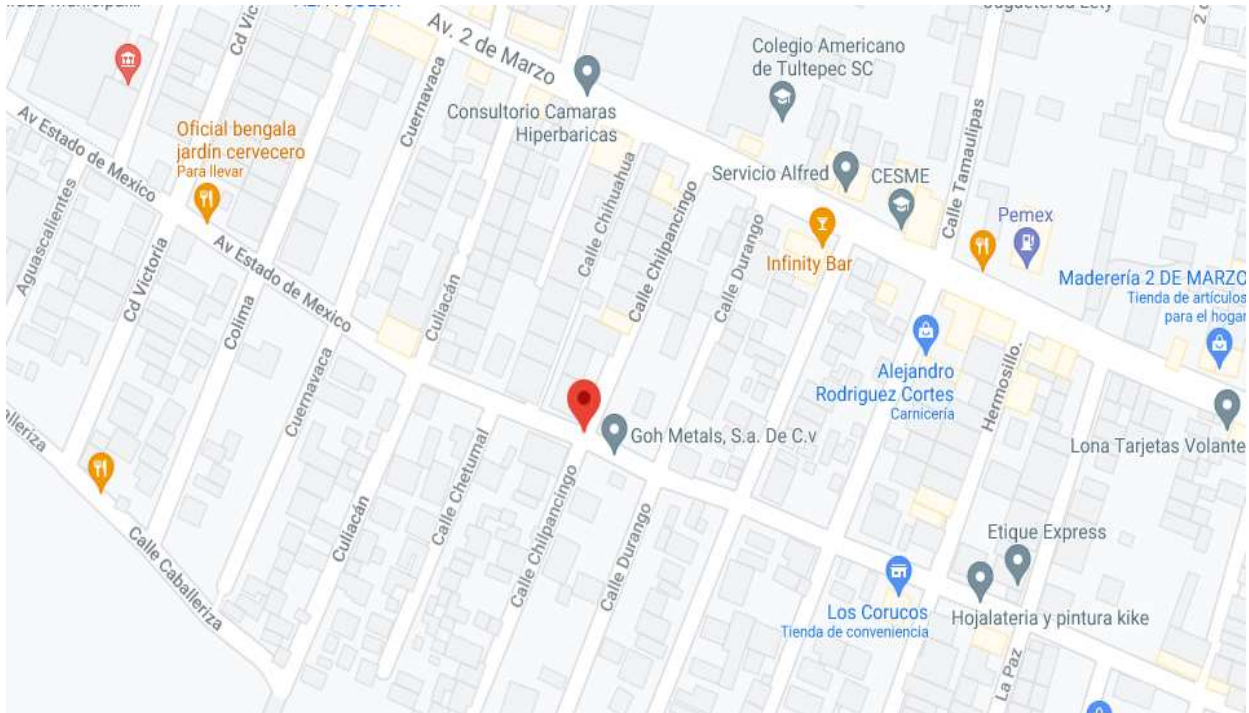 Av. 2 de Marzo
Cd Vic
Cuernavaca
Colegio Americano
de Tultepec SC
Consultorio Camaras
Hiperbaricas
Av Estado de Mexico
Oficial bengala
jardín cervecero
Para llevar
Calle Chihuahua
Calle Chilpancingo
Servicio Alfred
CESME
Calle Tamaulipas
Pemex
Aguascalientes
Cd Victoria
Av Estado de Mexico
Colima
Culiacán
Calle Durango
Infinity Bar
Maderería 2 DE MARZO
Tienda de artículos
para el hogar
Alejandro
Rodriguez Cortes
Carnicería
Hermosillo.
Cuernavaca
Goh Metals, S.a. De C.v
Lona Tarjetas Volante
alleriza
Culiacán
Calle Chetumal
Calle Chilpancingo
Calle Durango
Calle Caballeriza
Etique Express
Los Corucos
Tienda de conveniencia
Hojalateria y pintura kike
La Paz